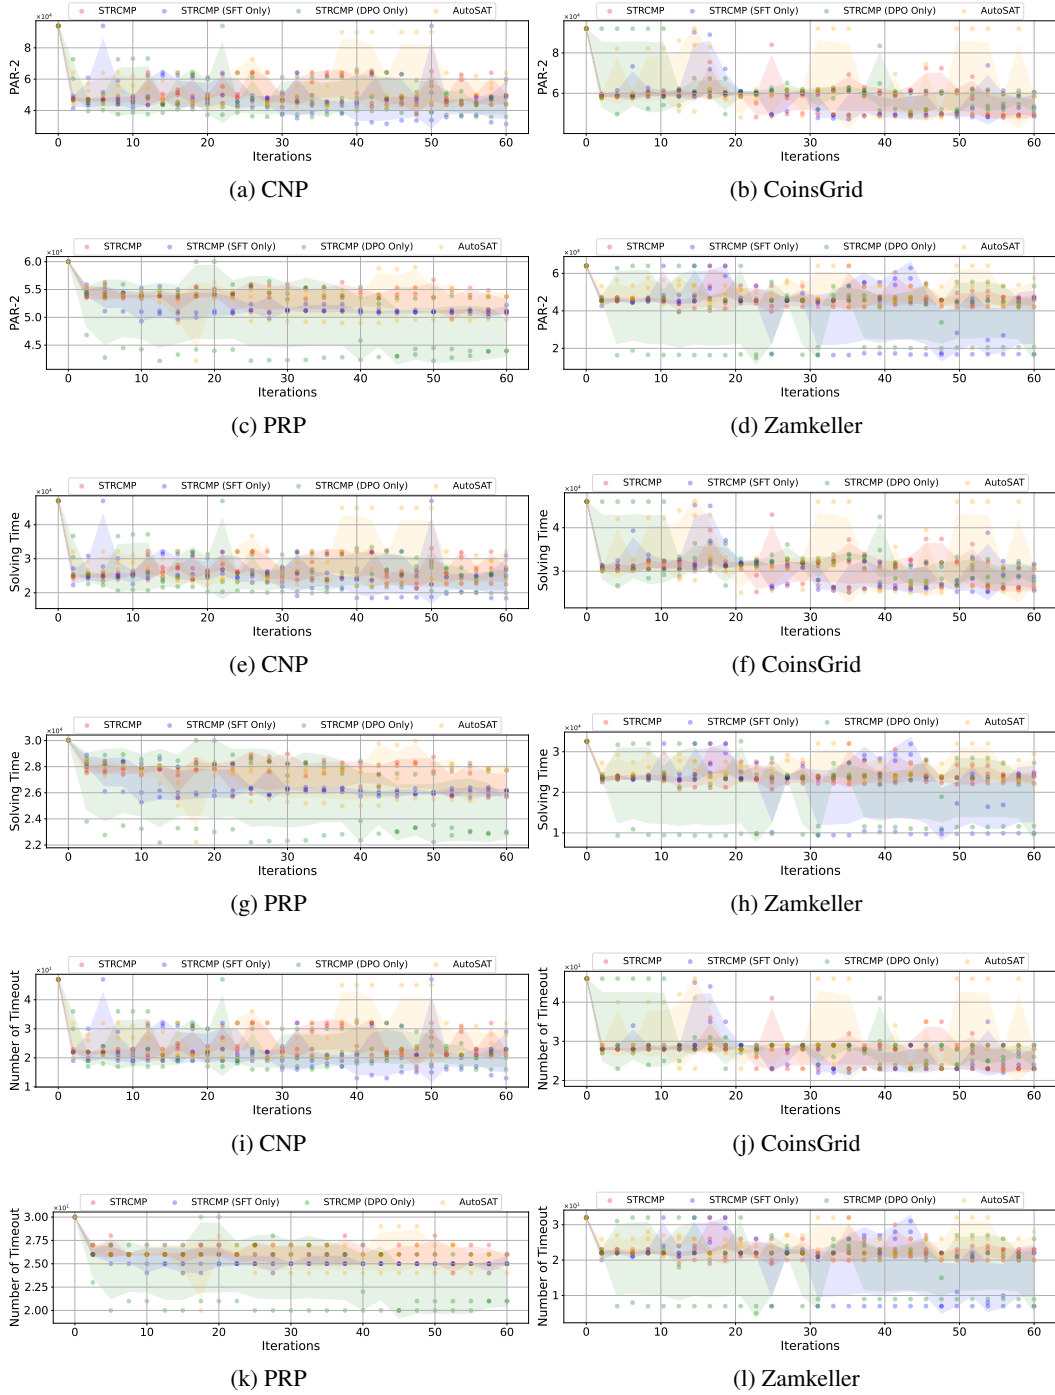 STRCMP STRCMP (SFT Only) STRCMP (DPO Only) AutoSAT
×10⁴
PAR-2
8
6
4
0 10 20 30 40 50 60
Iterations
(a) CNP
STRCMP STRCMP (SFT Only) STRCMP (DPO Only) AutoSAT
×10⁴
PAR-2
8
6
0 10 20 30 40 50 60
Iterations
(b) CoinsGrid
STRCMP STRCMP (SFT Only) STRCMP (DPO Only) AutoSAT
×10⁴
PAR-2
6.0
5.5
5.0
4.5
0 10 20 30 40 50 60
Iterations
(c) PRP
STRCMP STRCMP (SFT Only) STRCMP (DPO Only) AutoSAT
×10⁴
PAR-2
6
4
2
0 10 20 30 40 50 60
Iterations
(d) Zamkeller
STRCMP STRCMP (SFT Only) STRCMP (DPO Only) AutoSAT
×10⁴
Solving Time
4
3
2
0 10 20 30 40 50 60
Iterations
(e) CNP
STRCMP STRCMP (SFT Only) STRCMP (DPO Only) AutoSAT
×10⁴
Solving Time
4
3
0 10 20 30 40 50 60
Iterations
(f) CoinsGrid
STRCMP STRCMP (SFT Only) STRCMP (DPO Only) AutoSAT
×10⁴
Solving Time
3.0
2.8
2.6
2.4
2.2
0 10 20 30 40 50 60
Iterations
(g) PRP
STRCMP STRCMP (SFT Only) STRCMP (DPO Only) AutoSAT
×10⁴
Solving Time
3
2
1
0 10 20 30 40 50 60
Iterations
(h) Zamkeller
STRCMP STRCMP (SFT Only) STRCMP (DPO Only) AutoSAT
×10¹
Number of Timeout
4
3
2
1
0 10 20 30 40 50 60
Iterations
(i) CNP
STRCMP STRCMP (SFT Only) STRCMP (DPO Only) AutoSAT
×10¹
Number of Timeout
4
3
2
0 10 20 30 40 50 60
Iterations
(j) CoinsGrid
STRCMP STRCMP (SFT Only) STRCMP (DPO Only) AutoSAT
×10¹
Number of Timeout
3.00
2.75
2.50
2.25
2.00
0 10 20 30 40 50 60
Iterations
(k) PRP
STRCMP STRCMP (SFT Only) STRCMP (DPO Only) AutoSAT
×10¹
Number of Timeout
3
2
1
0 10 20 30 40 50 60
Iterations
(l) Zamkeller